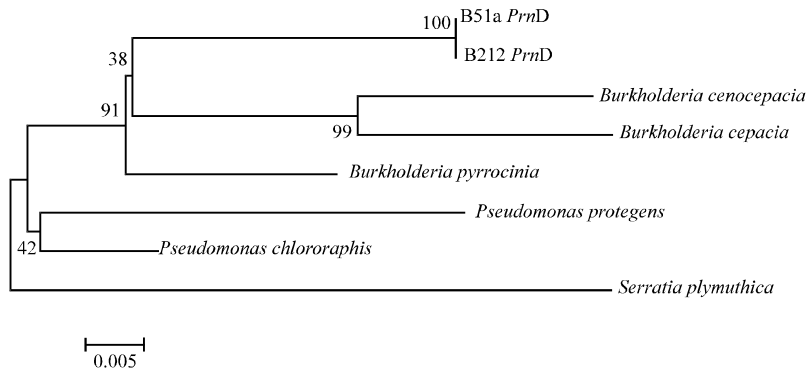 100 B51a PrnD
B212 PrnD
38
Burkholderia cenocepacia
91
99 Burkholderia cepacia
Burkholderia pyrrocinia
Pseudomonas protegens
42 Pseudomonas chlororaphis
Serratia plymuthica
0.005